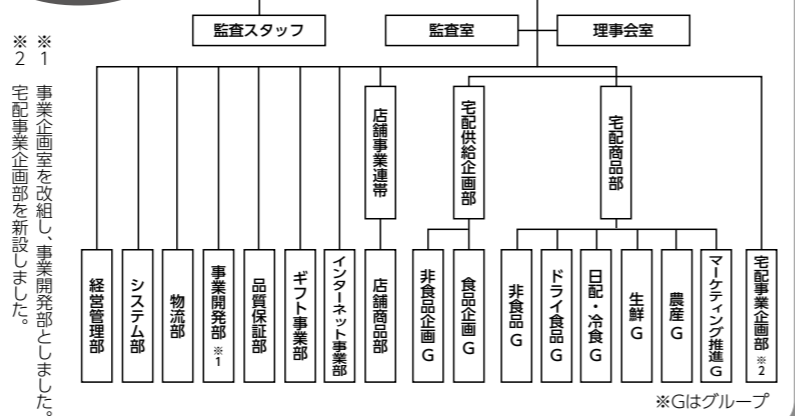 監査スタッフ
監査室
理事会室
店舗事業連帯
宅配供給企画部
宅配商品部
経営管理部
システム部
物流部
事業開発部※1
品質保証部
ギフト事業部
インターネット事業部
店舗商品部
非食品企画G
食品企画G
非食品G
ドライ食品G
日配・冷食G
生鮮G
農産G
マーケティング推進G
宅配事業企画部※2
※1 事業企画室を改組し、事業開発部としました。
※2 宅配事業企画部を新設しました。
※Gはグループ